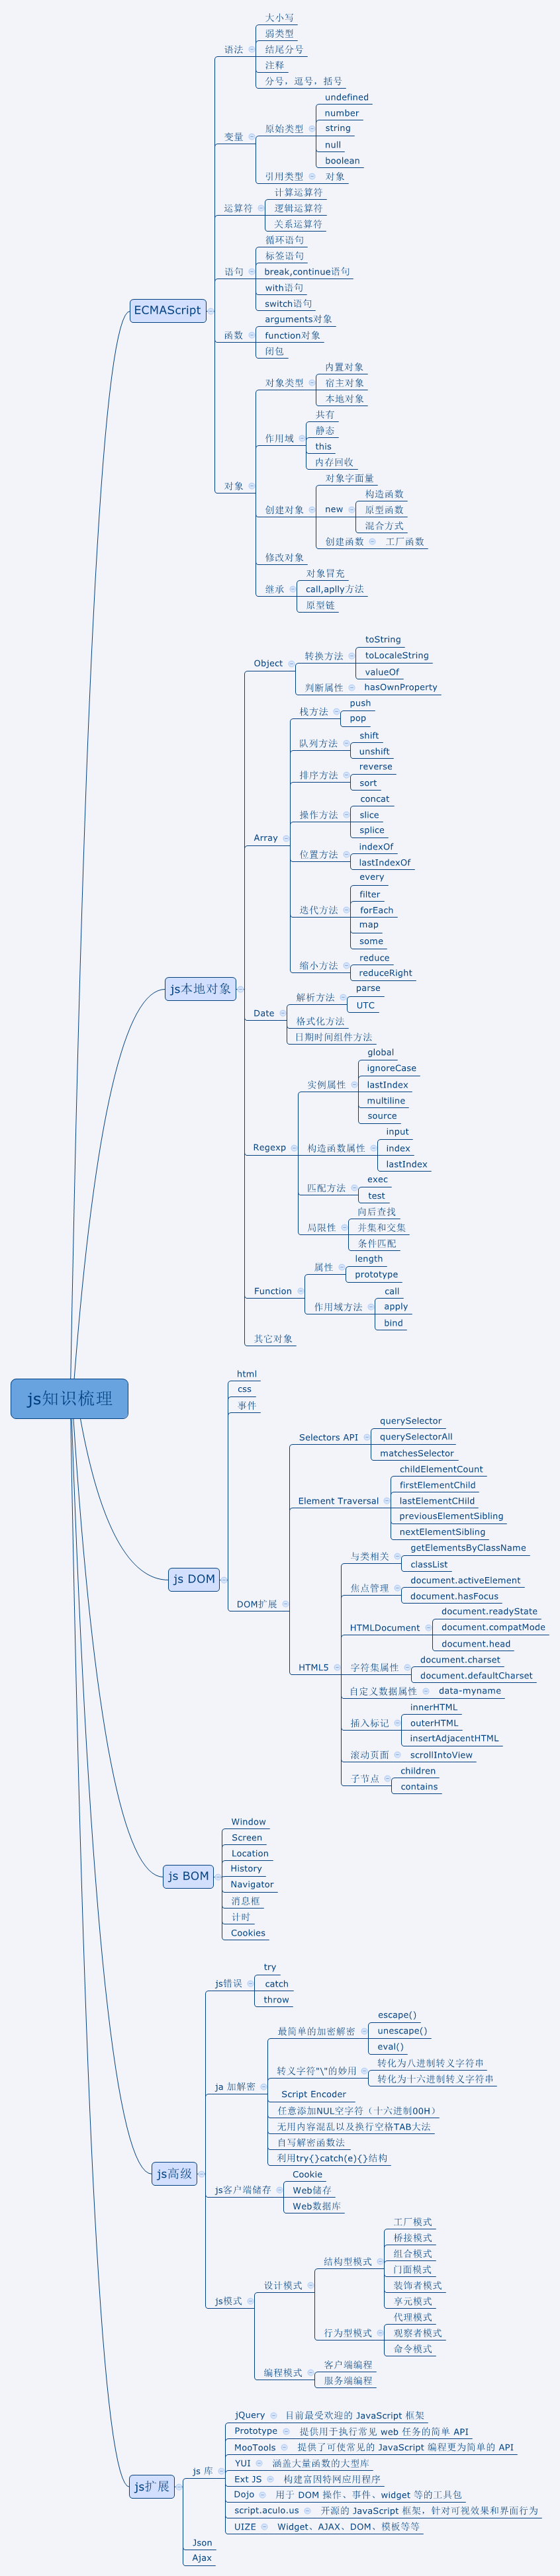 js知识梳理
ECMAScript
语法
大小写
弱类型
结尾分号
注释
分号，逗号，括号
变量
原始类型
undefined
number
string
null
boolean
引用类型
对象
运算符
计算运算符
逻辑运算符
关系运算符
语句
循环语句
标签语句
break,continue语句
with语句
switch语句
函数
arguments对象
function对象
闭包
对象
对象类型
内置对象
宿主对象
本地对象
作用域
共有
静态
this
内存回收
创建对象
对象字面量
new
构造函数
原型函数
混合方式
创建函数
工厂函数
修改对象
继承
对象冒充
call,aplly方法
原型链
js本地对象
Object
转换方法
toString
toLocaleString
valueOf
判断属性
hasOwnProperty
Array
栈方法
push
pop
队列方法
shift
unshift
排序方法
reverse
sort
操作方法
concat
slice
splice
位置方法
indexOf
lastIndexOf
迭代方法
every
filter
forEach
map
some
缩小方法
reduce
reduceRight
Date
解析方法
parse
UTC
格式化方法
日期时间组件方法
Regexp
实例属性
global
ignoreCase
lastIndex
multiline
source
构造函数属性
input
index
lastIndex
匹配方法
exec
test
局限性
向后查找
并集和交集
条件匹配
Function
属性
length
prototype
作用域方法
call
apply
bind
其它对象
js DOM
html
css
事件
DOM扩展
Selectors API
querySelector
querySelectorAll
matchesSelector
Element Traversal
childElementCount
firstElementChild
lastElementCHild
previousElementSibling
nextElementSibling
HTML5
与类相关
getElementsByClassName
classList
焦点管理
document.activeElement
document.hasFocus
HTMLDocument
document.readyState
document.compatMode
document.head
字符集属性
document.charset
document.defaultCharset
自定义数据属性
data-myname
插入标记
innerHTML
outerHTML
insertAdjacentHTML
滚动页面
scrollIntoView
子节点
children
contains
js BOM
Window
Screen
Location
History
Navigator
消息框
计时
Cookies
js高级
js错误
try
catch
throw
ja 加解密
最简单的加密解密
escape()
unescape()
eval()
转义字符"\"的妙用
转化为八进制转义字符串
转化为十六进制转义字符串
Script Encoder
任意添加NUL空字符（十六进制00H）
无用内容混乱以及换行空格TAB大法
自写解密函数法
利用try{}catch(e){}结构
js客户端储存
Cookie
Web储存
Web数据库
js模式
设计模式
结构型模式
工厂模式
桥接模式
组合模式
门面模式
装饰者模式
享元模式
行为型模式
代理模式
观察者模式
命令模式
编程模式
客户端编程
服务端编程
js扩展
js 库
jQuery
目前最受欢迎的 JavaScript 框架
Prototype
提供用于执行常见 web 任务的简单 API
MooTools
提供了可使常见的 JavaScript 编程更为简单的 API
YUI
涵盖大量函数的大型库
Ext JS
构建富因特网应用程序
Dojo
用于 DOM 操作、事件、widget 等的工具包
script.aculo.us
开源的 JavaScript 框架，针对可视效果和界面行为
UIZE
Widget、AJAX、DOM、模板等等
Json
Ajax